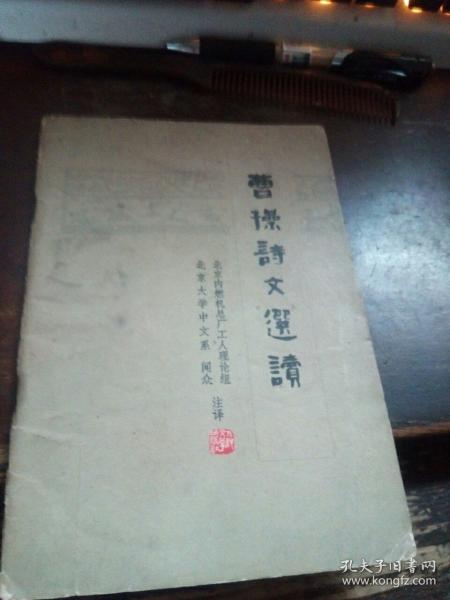 曹操詩文選讀
北京内燃机总厂工人理论组
北京大学中文系 闻众 注译
孔夫子旧书网
www.kongfz.com